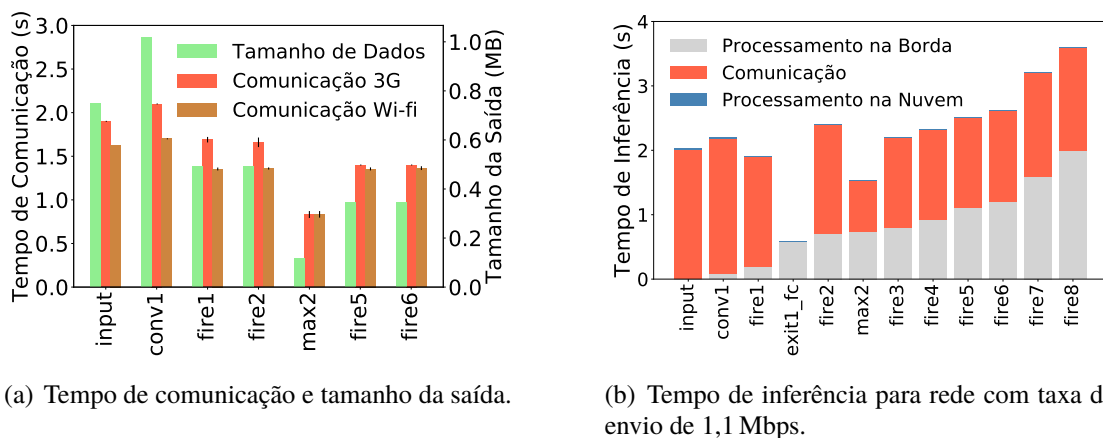 Tempo de Comunicação (s)
3.0
2.5
2.0
1.5
1.0
0.5
0.0
Tamanho de Dados
Comunicação 3G
Comunicação Wi-fi
1.0
0.8
0.6
0.4
0.2
0.0
Tamanho da Saída (MB)
input
conv1
fire1
fire2
max2
fire5
fire6
(a) Tempo de comunicação e tamanho da saída.
Tempo de Inferência (s)
4
3
2
1
0
Processamento na Borda
Comunicação
Processamento na Nuvem
input
conv1
fire1
exit1_fc
fire2
max2
fire3
fire4
fire5
fire6
fire7
fire8
(b) Tempo de inferência para rede com taxa d
envio de 1,1 Mbps.